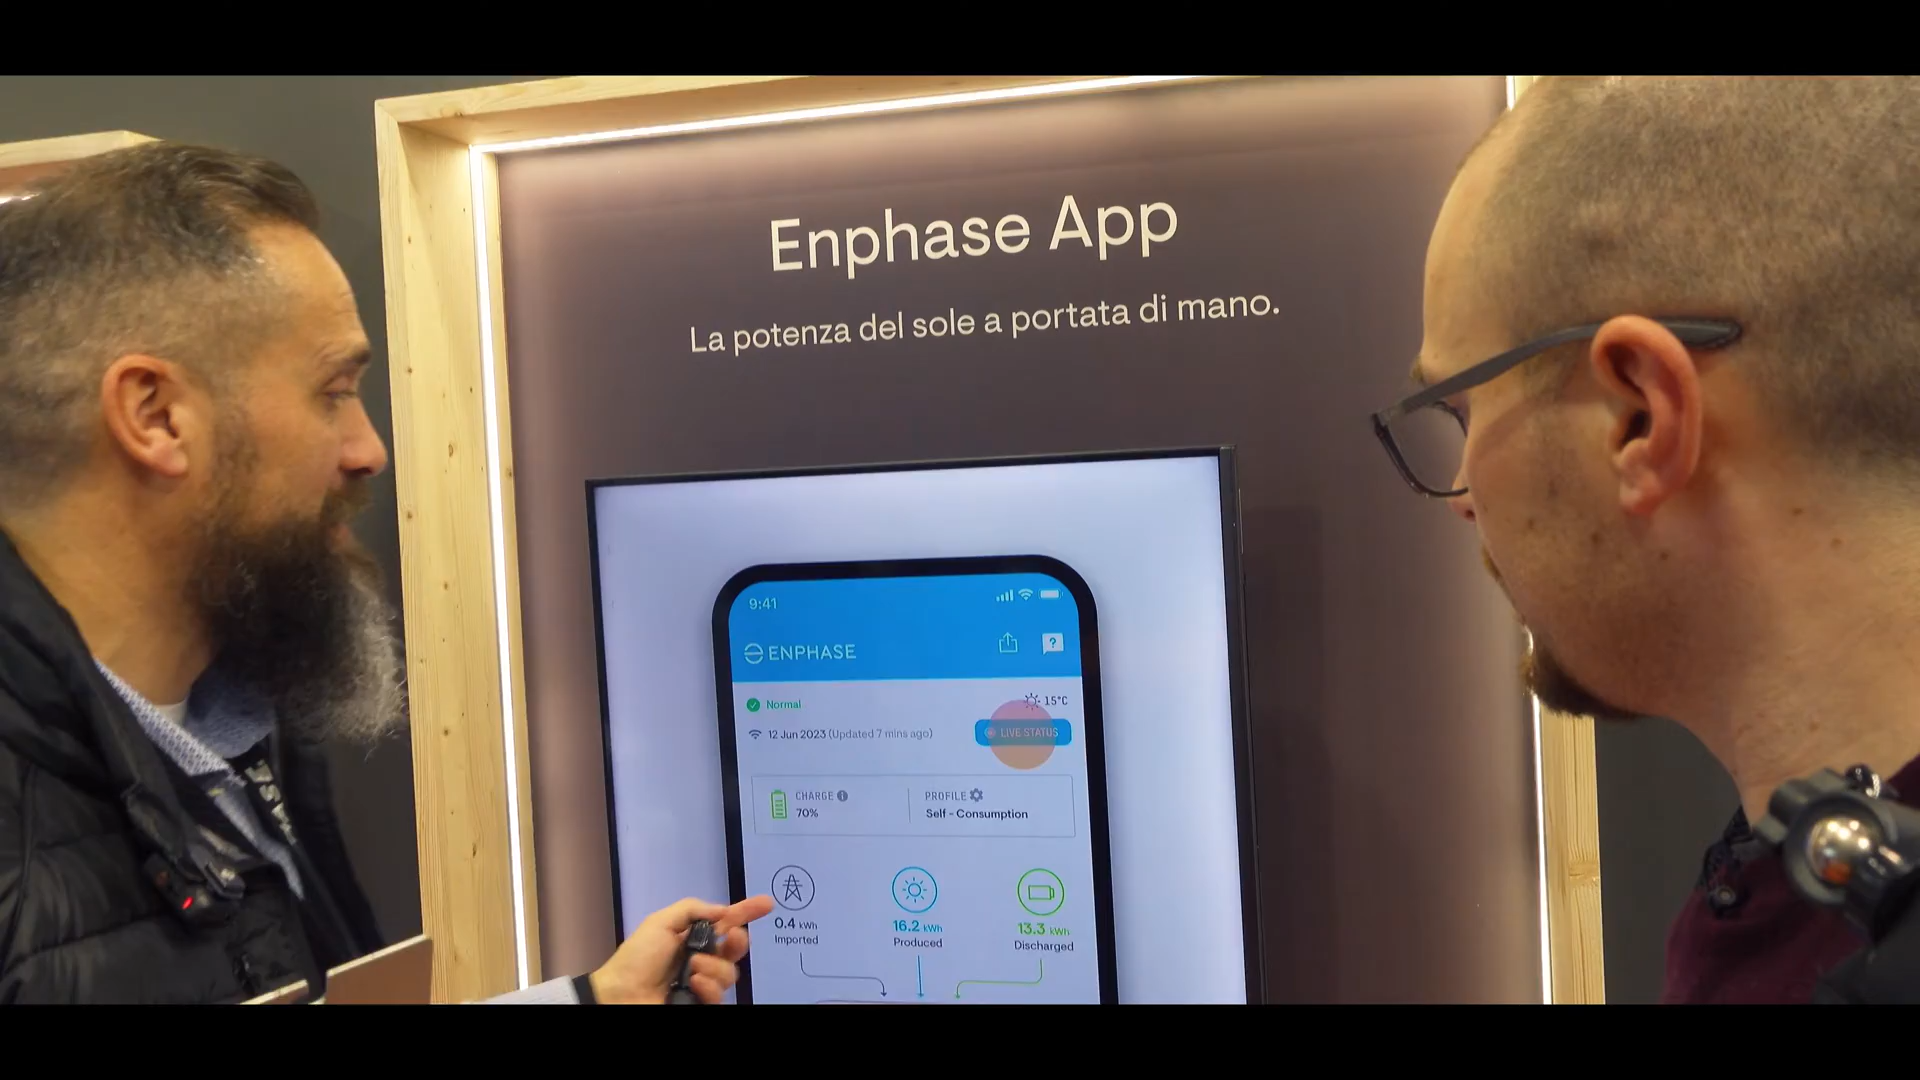 Enphase App
La potenza del sole a portata di mano.
9:41
ENPHASE
?
Normal
15°C
12 Jun 2023 (Updated 7 mins ago)
LIVE STATUS
CHARGE
70%
PROFILE
Self - Consumption
0.4 kWh
Imported
16.2 kWh
Produced
13.3 kWh
Discharged